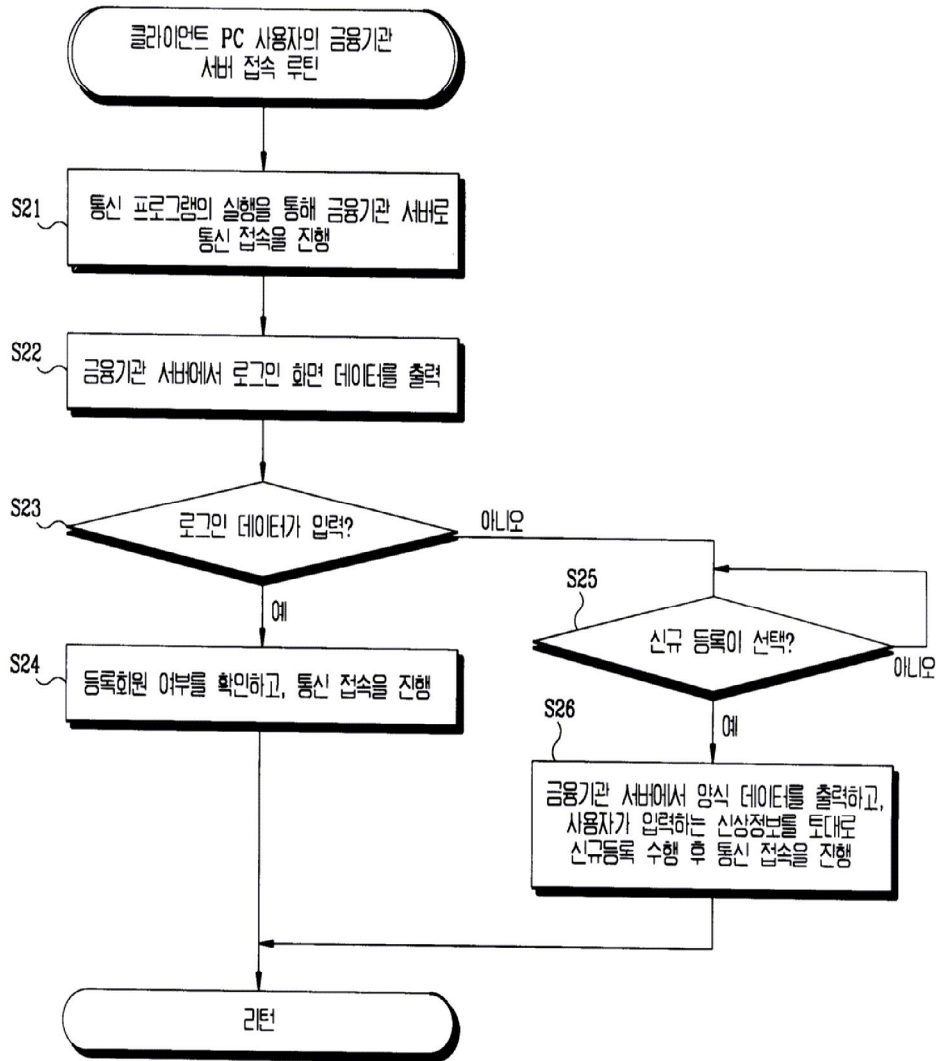 클라이언트 PC 사용자의 금융기관
서버 접속 루틴
S21
통신 프로그램의 실행을 통해 금융기관 서버로
통신 접속을 진행
S22
금융기관 서버에서 로그인 화면 데이터를 출력
S23
로그인 데이터가 입력?
아니오
예
S25
신규 등록이 선택?
아니오
S24
등록회원 여부를 확인하고, 통신 접속을 진행
예
S26
금융기관 서버에서 양식 데이터를 출력하고,
사용자가 입력하는 신상정보를 토대로
신규등록 수행 후 통신 접속을 진행
리턴